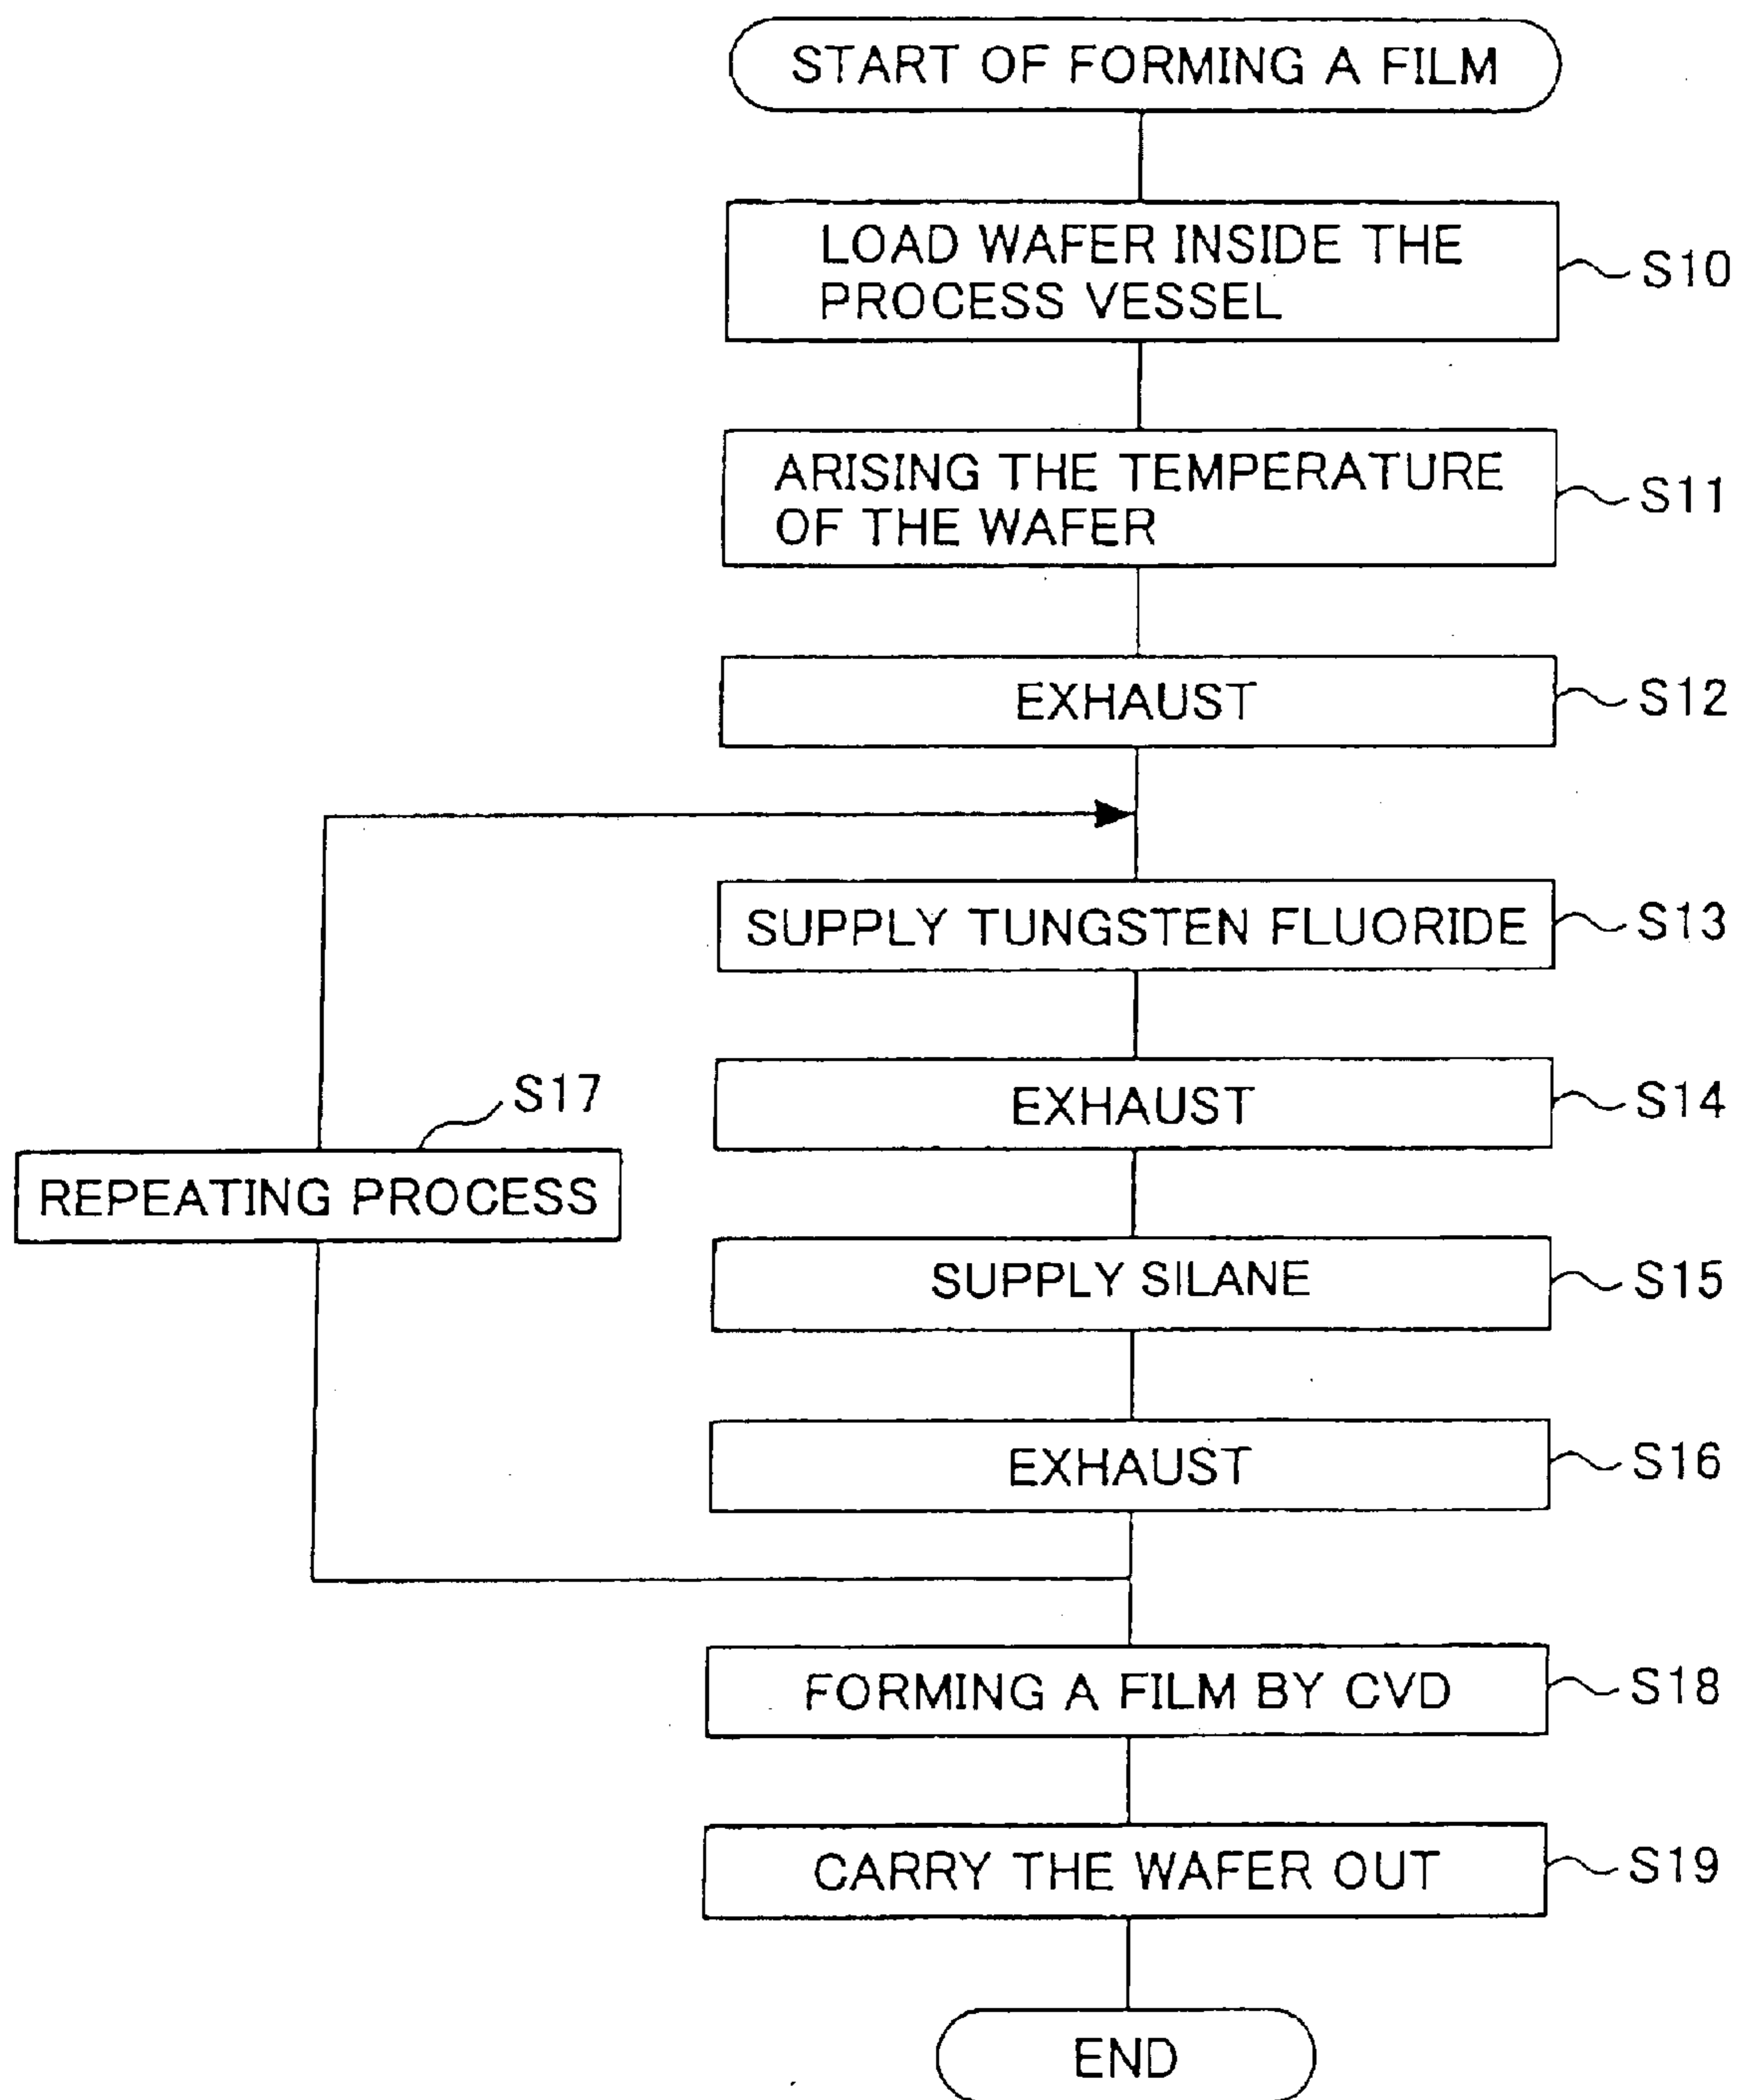 START OF FORMING A FILM
LOAD WAFER INSIDE THE
PROCESS VESSEL
S10
ARISING THE TEMPERATURE
OF THE WAFER
S11
EXHAUST
S12
SUPPLY TUNGSTEN FLUORIDE
S13
EXHAUST
S14
S17
REPEATING PROCESS
SUPPLY SILANE
S15
EXHAUST
S16
FORMING A FILM BY CVD
S18
CARRY THE WAFER OUT
S19
END